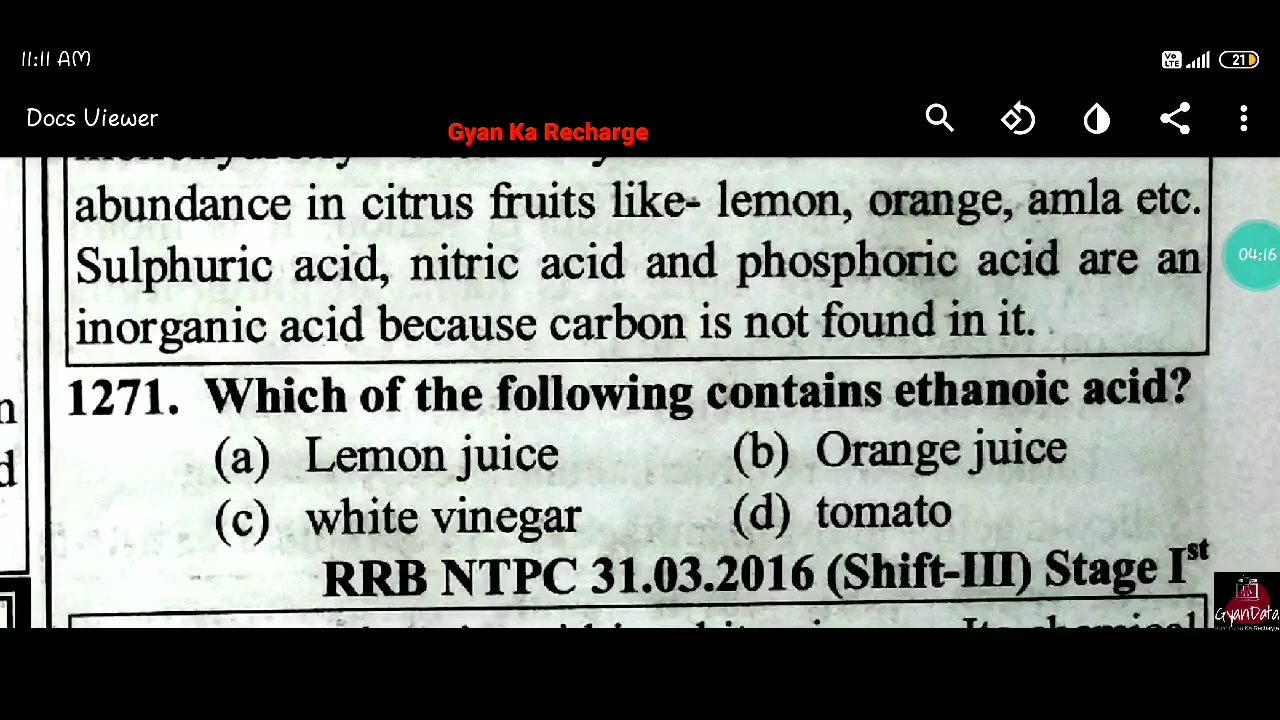 11:11 AM
Vo LTE
21
Docs Viewer
Gyan Ka Recharge
abundance in citrus fruits like- lemon, orange, amla etc.
Sulphuric acid, nitric acid and phosphoric acid are an
inorganic acid because carbon is not found in it.
04:16
n
d
1271. Which of the following contains ethanoic acid?
(a) Lemon juice (b) Orange juice
(c) white vinegar (d) tomato
RRB NTPC 31.03.2016 (Shift-III) Stage Ist
GyanData